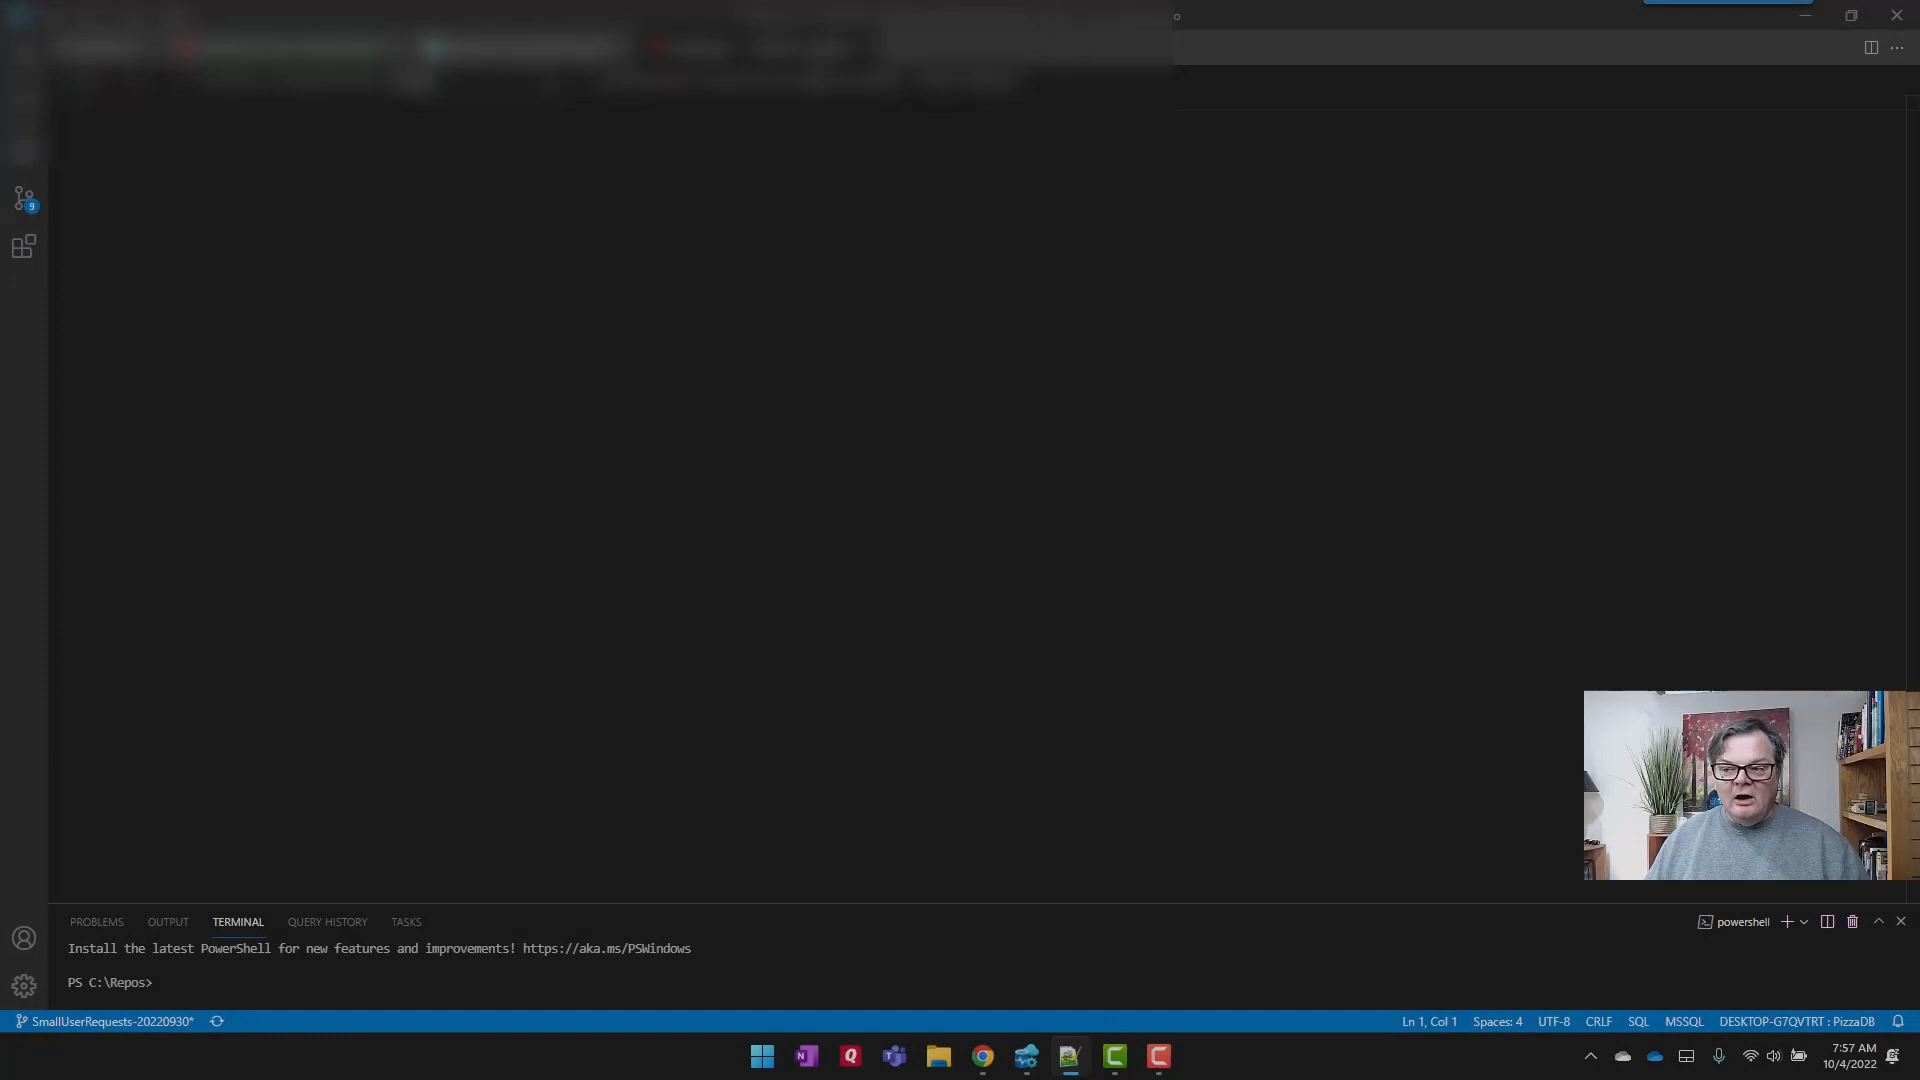 9
PROBLEMS OUTPUT TERMINAL QUERY HISTORY TASKS
powershell
Install the latest PowerShell for new features and improvements! https://aka.ms/PSWindows
PS C:\Repos>
SmallUserRequests-20220930*
Ln 1, Col 1 Spaces: 4 UTF-8 CRLF SQL MSSQL DESKTOP-G7QVTRT : PizzaDB
7:57 AM
10/4/2022